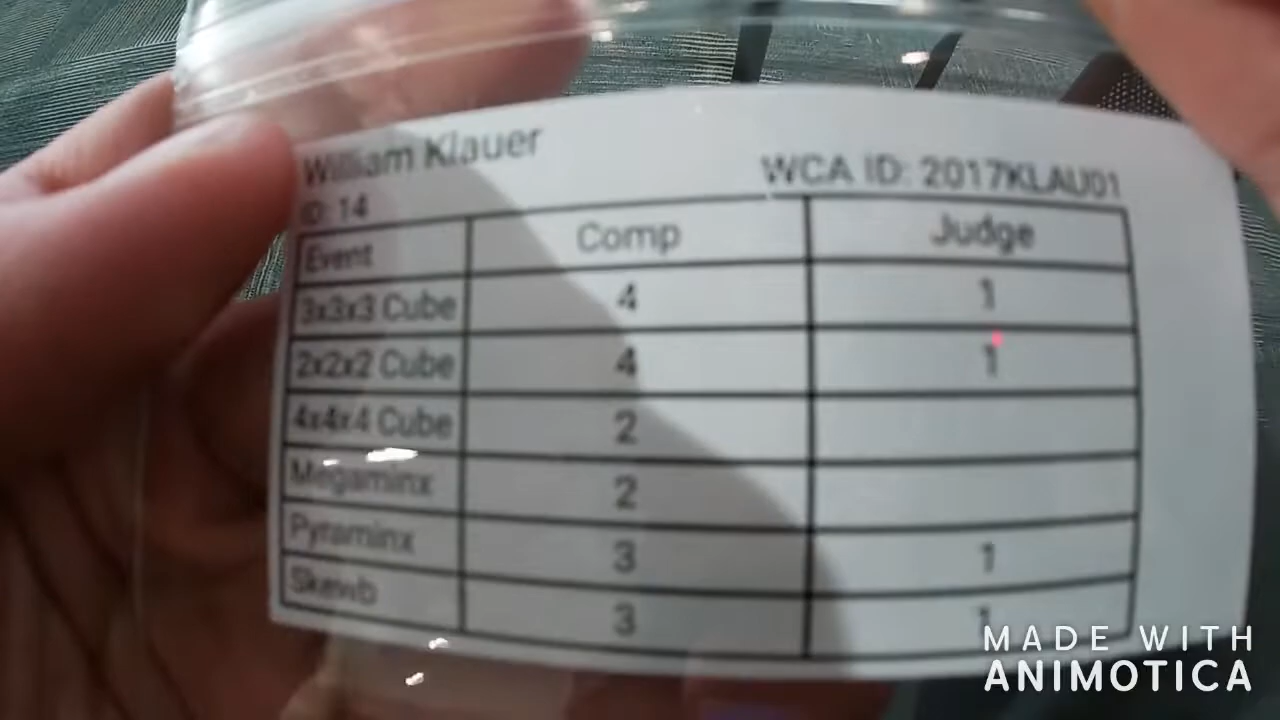 William Klauer
WCA ID: 2017KLAU01
ID: 14
Event Comp Judge
3x3x3 Cube 4 1
2x2x2 Cube 4 1
4x4x4 Cube 2
Megaminx 2
Pyraminx 3 1
Skewb 3 1
MADE WITH
ANIMOTICA